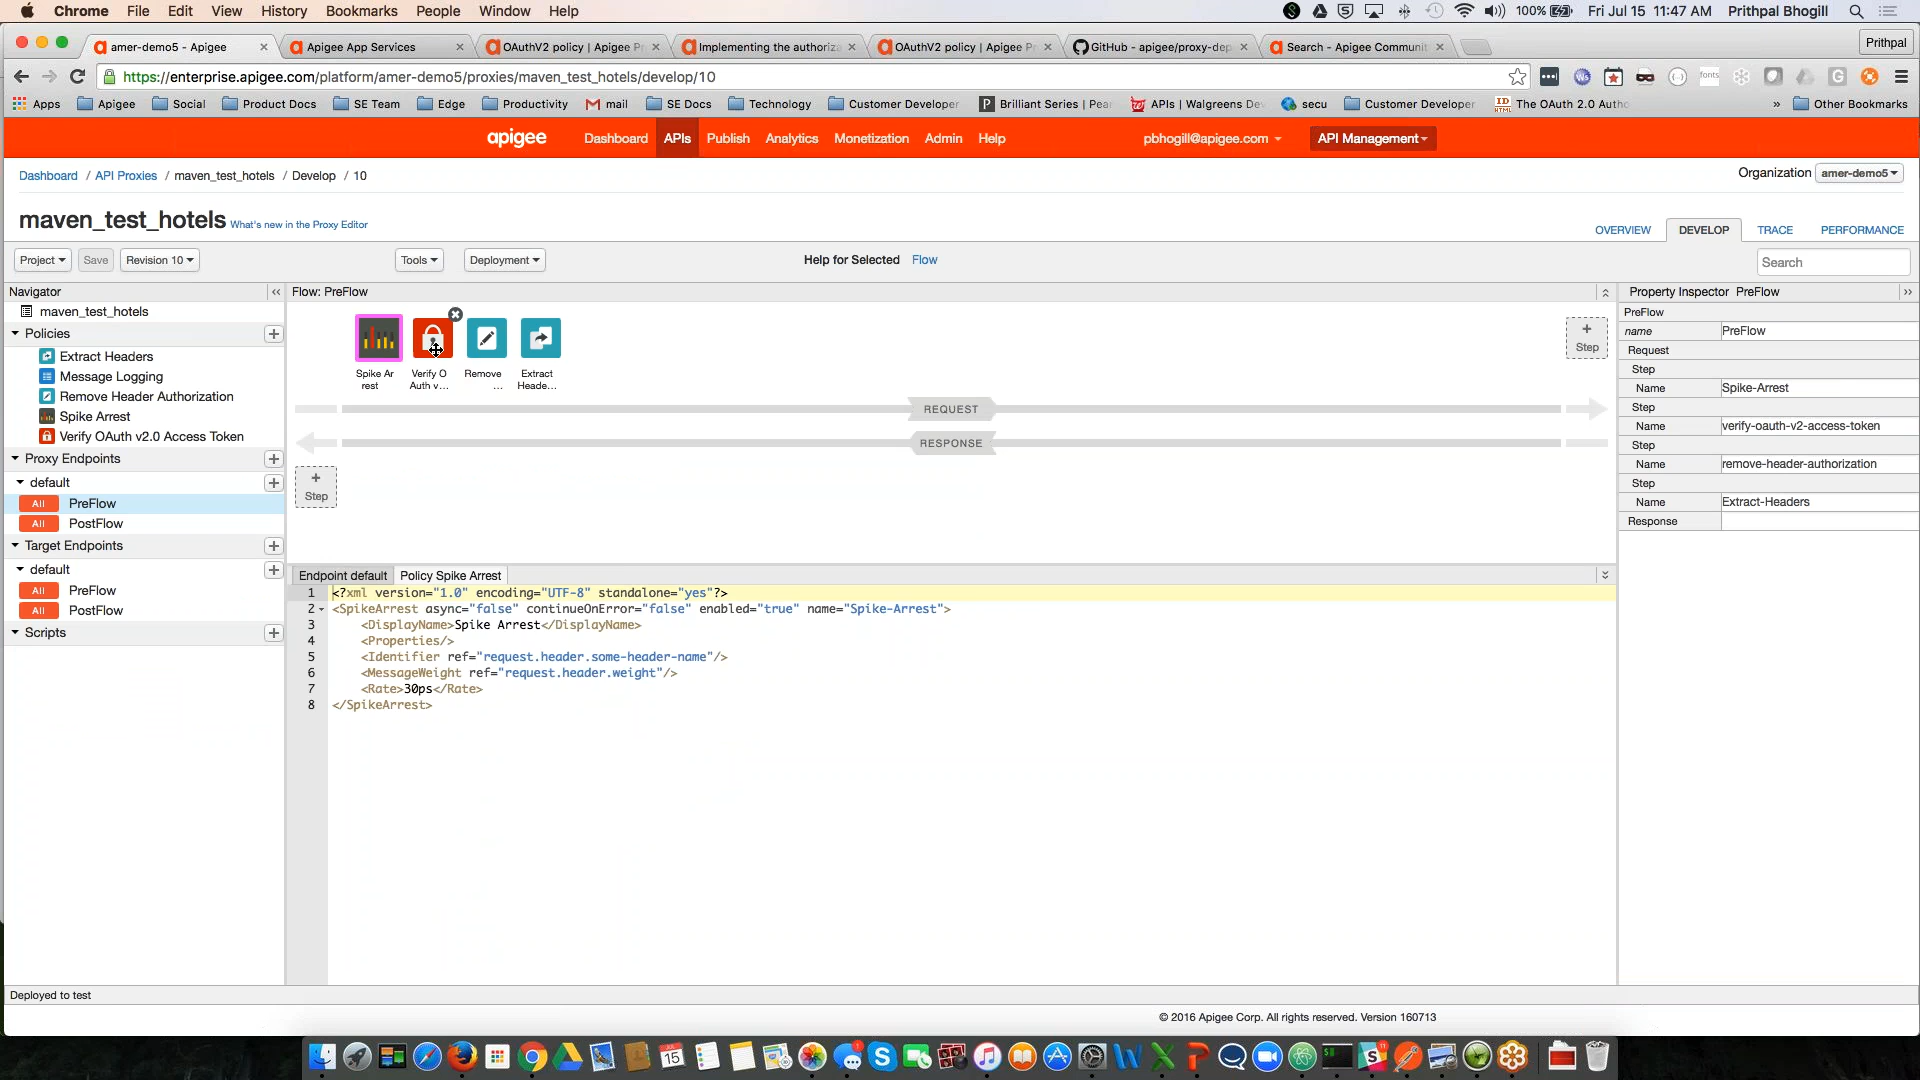 Chrome File Edit View History Bookmarks People Window Help 100% Fri Jul 15 11:47 AM Prithpal Bhogill
amer-demo5 - Apigee Apigee App Services OAuthV2 policy | Apigee Pr Implementing the authoriza OAuthV2 policy | Apigee Pr GitHub - apigee/proxy-dep Search - Apigee Communit Prithpal
https://enterprise.apigee.com/platform/amer-demo5/proxies/maven_test_hotels/develop/10
Apps Apigee Social Product Docs SE Team Edge Productivity mail SE Docs Technology Customer Developer Brilliant Series | Pear APIs | Walgreens De secu Customer Developer The OAuth 2.0 Autho » Other Bookmarks
apigee Dashboard APIs Publish Analytics Monetization Admin Help pbhogill@apigee.com API Management
Dashboard / API Proxies / maven_test_hotels / Develop / 10 Organization amer-demo5
maven_test_hotels What's new in the Proxy Editor
OVERVIEW DEVELOP TRACE PERFORMANCE
Project Save Revision 10 Tools Deployment Help for Selected Flow Search
Navigator « Flow: PreFlow Property Inspector PreFlow »
maven_test_hotels
Policies
Extract Headers
Message Logging
Remove Header Authorization
Spike Arrest
Verify OAuth v2.0 Access Token
Proxy Endpoints
default
All PreFlow
All PostFlow
Target Endpoints
default
All PreFlow
All PostFlow
Scripts
Spike Ar
rest
Verify O
Auth v...
Remove
...
Extract
Heade...
+
Step
REQUEST
RESPONSE
+
Step
PreFlow
name PreFlow
Request
Step
Name Spike-Arrest
Step
Name verify-oauth-v2-access-token
Step
Name remove-header-authorization
Step
Name Extract-Headers
Response
Endpoint default Policy Spike Arrest
1 <?xml version="1.0" encoding="UTF-8" standalone="yes"?>
2 <SpikeArrest async="false" continueOnError="false" enabled="true" name="Spike-Arrest">
3 <DisplayName>Spike Arrest</DisplayName>
4 <Properties/>
5 <Identifier ref="request.header.some-header-name"/>
6 <MessageWeight ref="request.header.weight"/>
7 <Rate>30ps</Rate>
8 </SpikeArrest>
Deployed to test
© 2016 Apigee Corp. All rights reserved. Version 160713